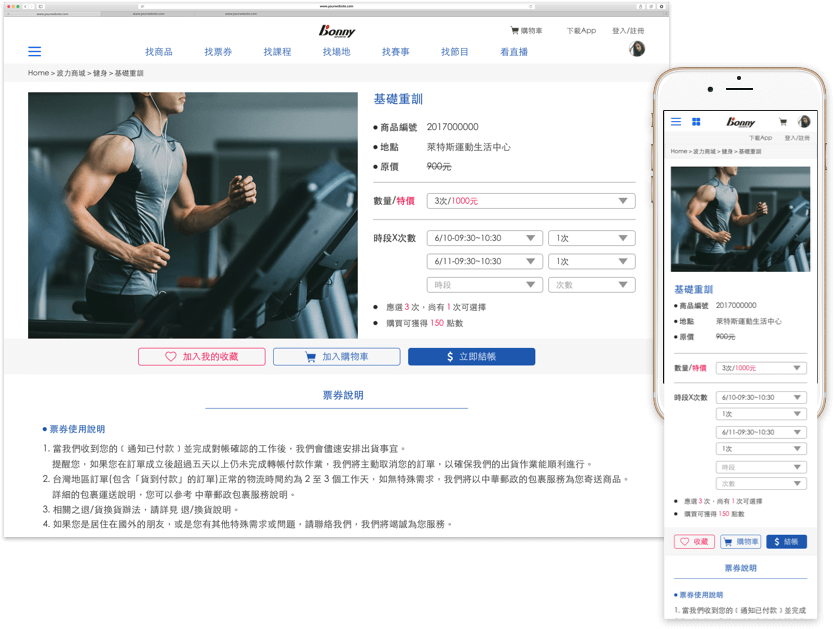 www.yourwebsite.com
www.yourwebsite.com
www.yourwebsite.com
www.yourwebsite.com
Bonny
購物車
下載App
登入/註冊
找商品
找票券
找課程
找場地
找賽事
找節目
看直播
Home > 波力商城 > 健身 > 基礎重訓
基礎重訓
● 商品編號 2017000000
● 地點 萊特斯運動生活中心
● 原價 900元
數量/特價 3次/1000元
時段X次數 6/10-09:30~10:30 1次
6/11-09:30~10:30 1次
時段 次數
● 應選 3 次，尚有 1 次可選擇
● 購買可獲得 150 點數
加入我的收藏
加入購物車
$ 立即結帳
票券說明
● 票券使用說明
1. 當我們收到您的﹝通知已付款﹞並完成對帳確認的工作後，我們會儘速安排出貨事宜。
提醒您，如果您在訂單成立後超過五天以上仍未完成轉帳付款作業，我們將主動取消您的訂單，以確保我們的出貨作業能順利進行。
2. 台灣地區訂單(包含「貨到付款」的訂單)正常的物流時間約為 2 至 3 個工作天，如無特殊需求，我們將以中華郵政的包裹服務為您寄送商品。
詳細的包裹運送說明，您可以參考 中華郵政包裹服務說明。
3. 相關之退/貨換貨辦法，請詳見 退/換貨說明。
4. 如果您是居住在國外的朋友，或是您有其他特殊需求或問題，請聯絡我們，我們將竭誠為您服務。
Bonny
下載App
登入/註冊
Home > 波力商城 > 健身 > 基礎重訓
基礎重訓
● 商品編號 2017000000
● 地點 萊特斯運動生活中心
● 原價 900元
數量/特價 3次/1000元
時段X次數 6/10-09:30~10:30
1次
6/11-09:30~10:30
1次
時段
次數
● 應選 3 次，尚有 1 次可選擇
● 購買可獲得 150 點數
收藏
購物車
$ 結帳
票券說明
● 票券使用說明
1. 當我們收到您的﹝通知已付款﹞並完成